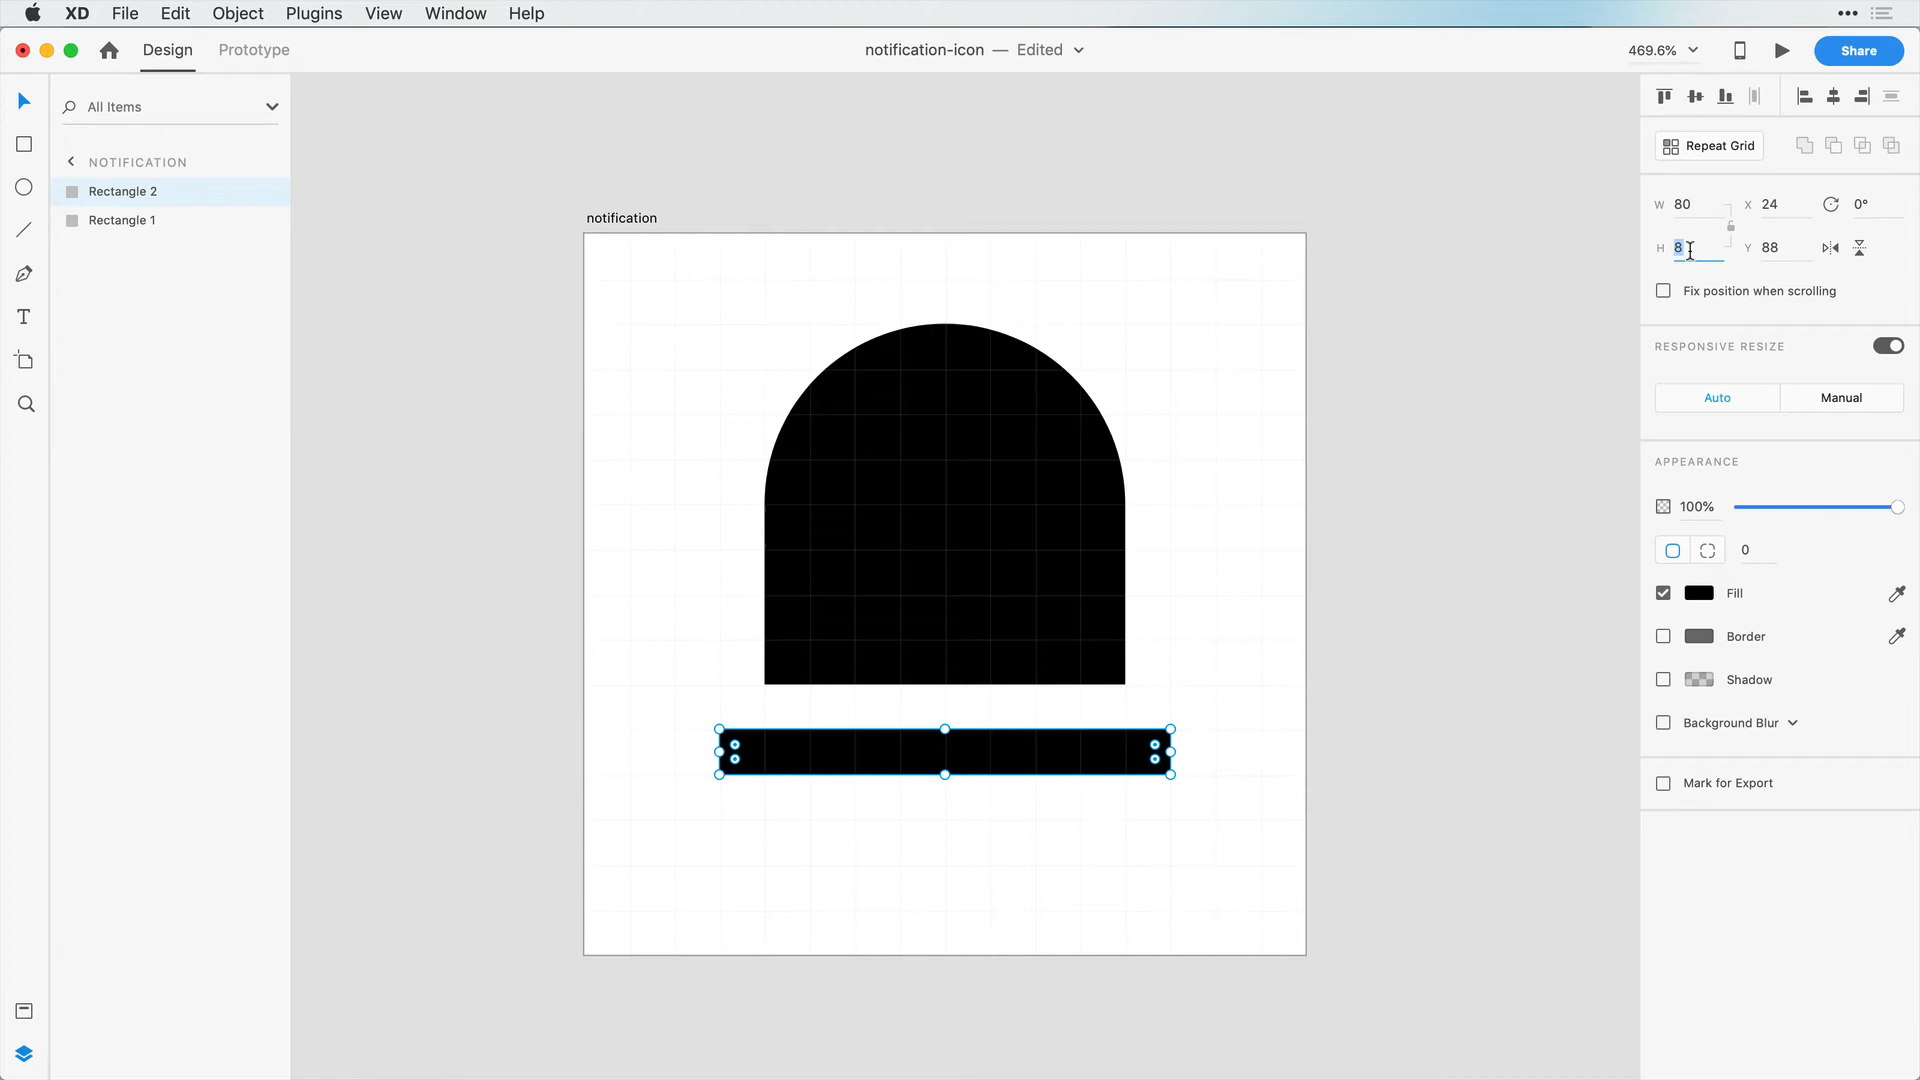 XD File Edit Object Plugins View Window Help
Design Prototype
notification-icon — Edited
469.6%
Share
All Items
NOTIFICATION
Rectangle 2
Rectangle 1
notification
Repeat Grid
W 80 X 24 0°
H 8 Y 88
Fix position when scrolling
RESPONSIVE RESIZE
Auto Manual
APPEARANCE
100%
0
Fill
Border
Shadow
Background Blur
Mark for Export